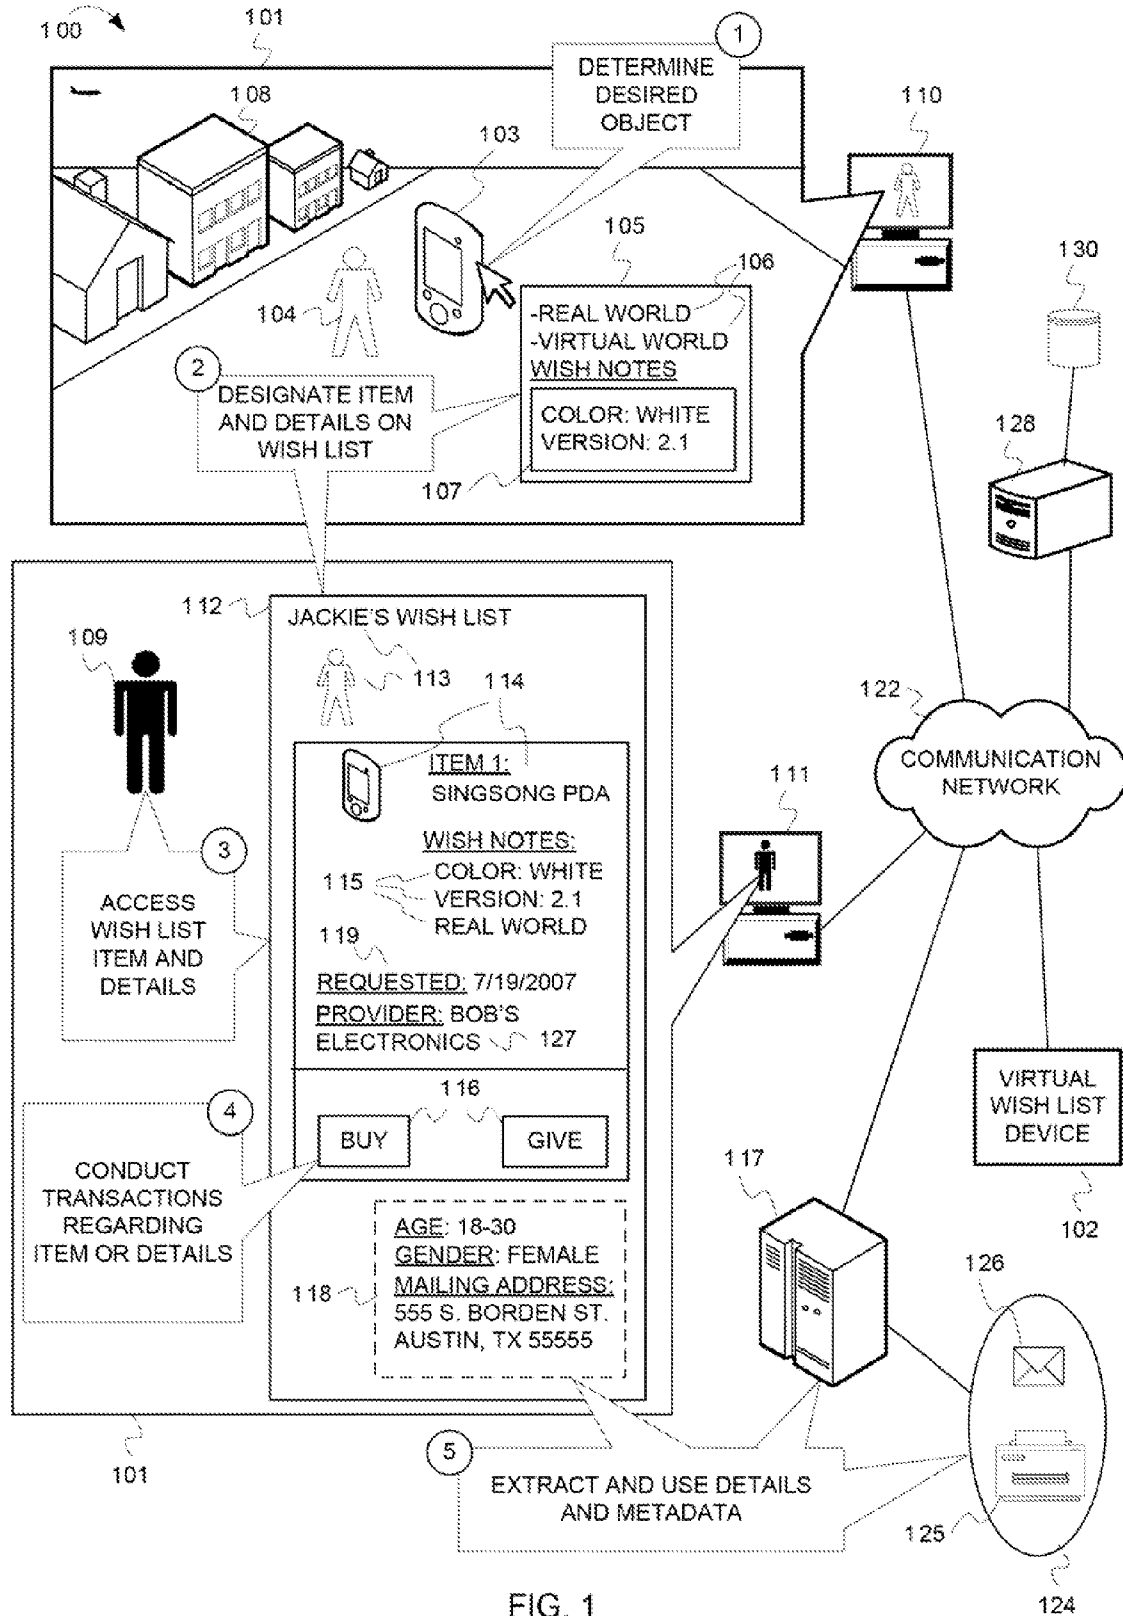 100
101
1
DETERMINE
DESIRED
OBJECT
108
103
110
105
106
104
-REAL WORLD
-VIRTUAL WORLD
WISH NOTES
COLOR: WHITE
VERSION: 2.1
107
2
DESIGNATE ITEM
AND DETAILS ON
WISH LIST
130
128
112
JACKIE'S WISH LIST
109
113
114
122
COMMUNICATION
NETWORK
ITEM 1:
SINGSONG PDA
111
WISH NOTES:
COLOR: WHITE
115
VERSION: 2.1
REAL WORLD
3
ACCESS
WISH LIST
ITEM AND
DETAILS
119
REQUESTED: 7/19/2007
PROVIDER: BOB'S
ELECTRONICS
127
116
BUY
GIVE
4
CONDUCT
TRANSACTIONS
REGARDING
ITEM OR DETAILS
VIRTUAL
WISH LIST
DEVICE
102
117
AGE: 18-30
GENDER: FEMALE
MAILING ADDRESS:
555 S. BORDEN ST.
AUSTIN, TX 55555
118
126
101
5
EXTRACT AND USE DETAILS
AND METADATA
125
124
FIG. 1